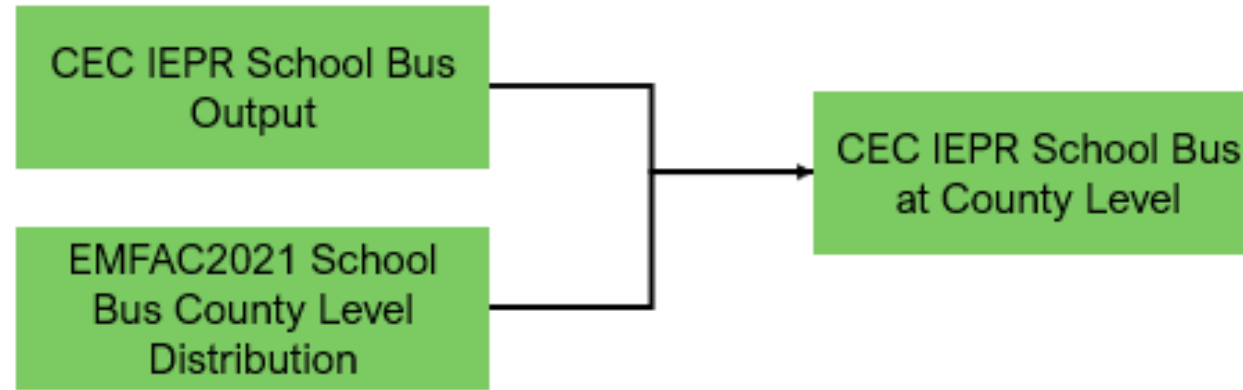 CEC IEPR School Bus
Output
EMFAC2021 School
Bus County Level
Distribution
CEC IEPR School Bus
at County Level